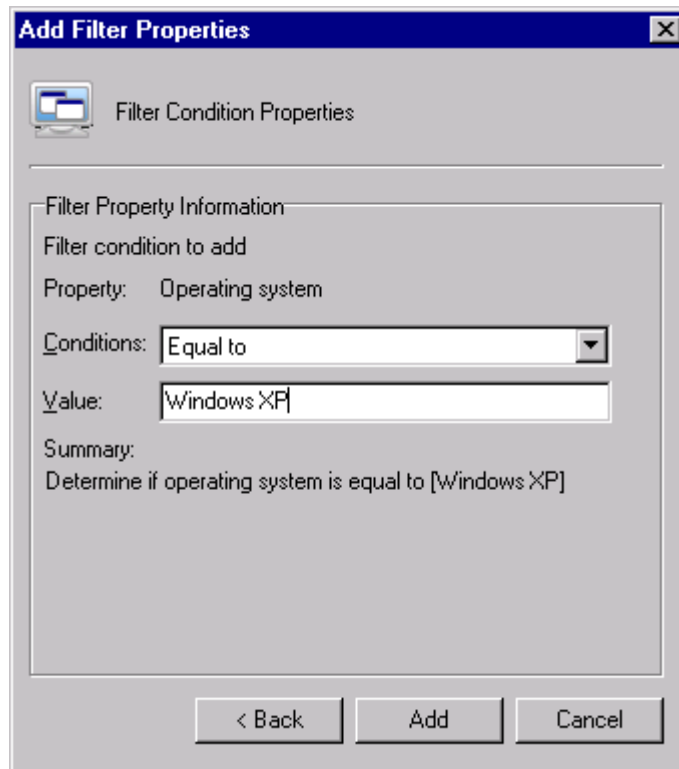 Add Filter Properties
Filter Condition Properties
Filter Property Information
Filter condition to add
Property: Operating system
Conditions: Equal to
Value: Windows XP
Summary:
Determine if operating system is equal to [Windows XP]
< Back Add Cancel